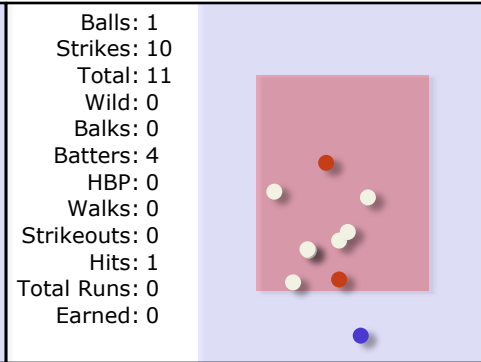 Balls: 1
Strikes: 10
Total: 11
Wild: 0
Balks: 0
Batters: 4
HBP: 0
Walks: 0
Strikeouts: 0
Hits: 1
Total Runs: 0
Earned: 0